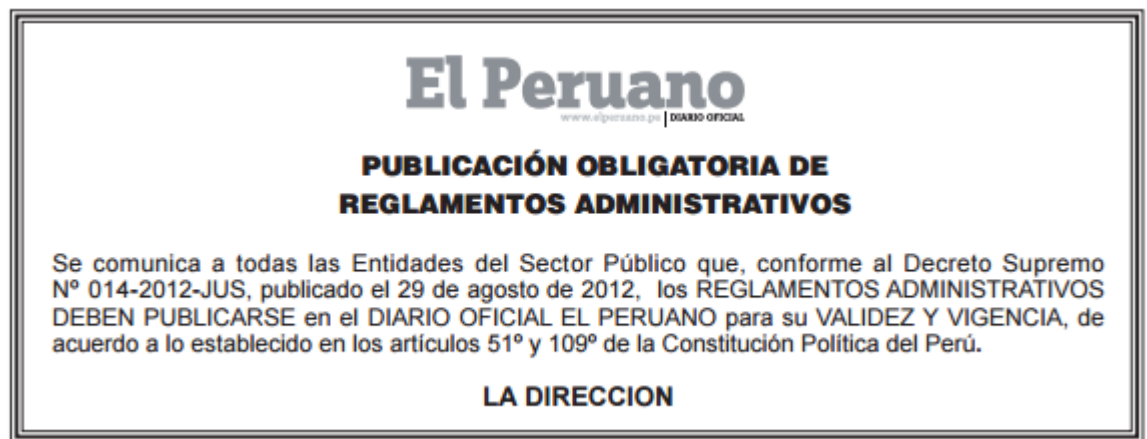 El Peruano
www.elperuano.pe | DIARIO OFICIAL
PUBLICACIÓN OBLIGATORIA DE
REGLAMENTOS ADMINISTRATIVOS
Se comunica a todas las Entidades del Sector Público que, conforme al Decreto Supremo
Nº 014-2012-JUS, publicado el 29 de agosto de 2012, los REGLAMENTOS ADMINISTRATIVOS
DEBEN PUBLICARSE en el DIARIO OFICIAL EL PERUANO para su VALIDEZ Y VIGENCIA, de
acuerdo a lo establecido en los artículos 51º y 109º de la Constitución Política del Perú.
LA DIRECCION